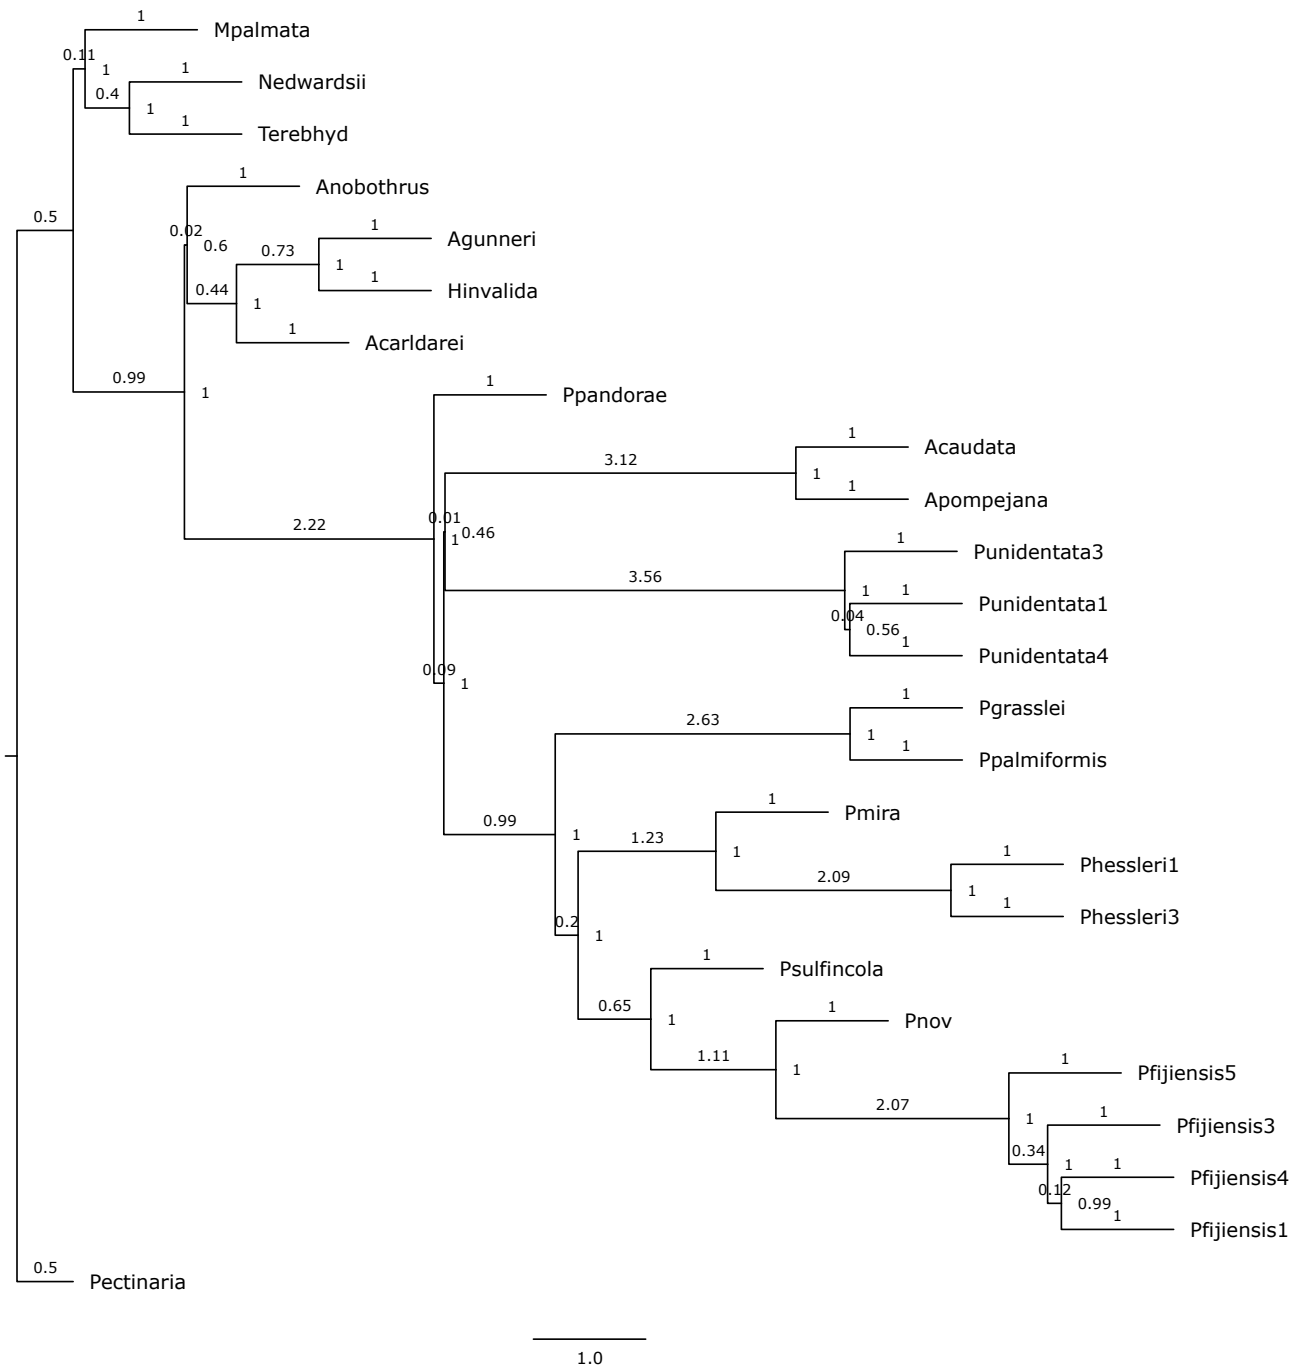 1
Mpalmata
0.11
1
1
Nedwardsii
0.4
1
1
Terebhyd
1
Anobothrus
0.5
0.02
0.6
1
Agunneri
0.73
1
1
Hinvalida
0.44
1
1
Acarldarei
0.99
1
1
Ppandorae
1
Acaudata
3.12
1
1
Apompejana
2.22
0.01
1
0.46
1
Punidentata3
3.56
1
1
Punidentata1
0.04
0.56
1
Punidentata4
0.09
1
1
Pgrasslei
2.63
1
1
Ppalmiformis
1
Pmira
0.99
1
1.23
1
1
Phessleri1
2.09
1
1
Phessleri3
0.2
1
1
Psulfincola
0.65
1
1
Pnov
1.11
1
1
Pfijiensis5
2.07
1
1
Pfijiensis3
0.34
1
1
Pfijiensis4
0.12
0.99
1
Pfijiensis1
0.5
Pectinaria
1.0